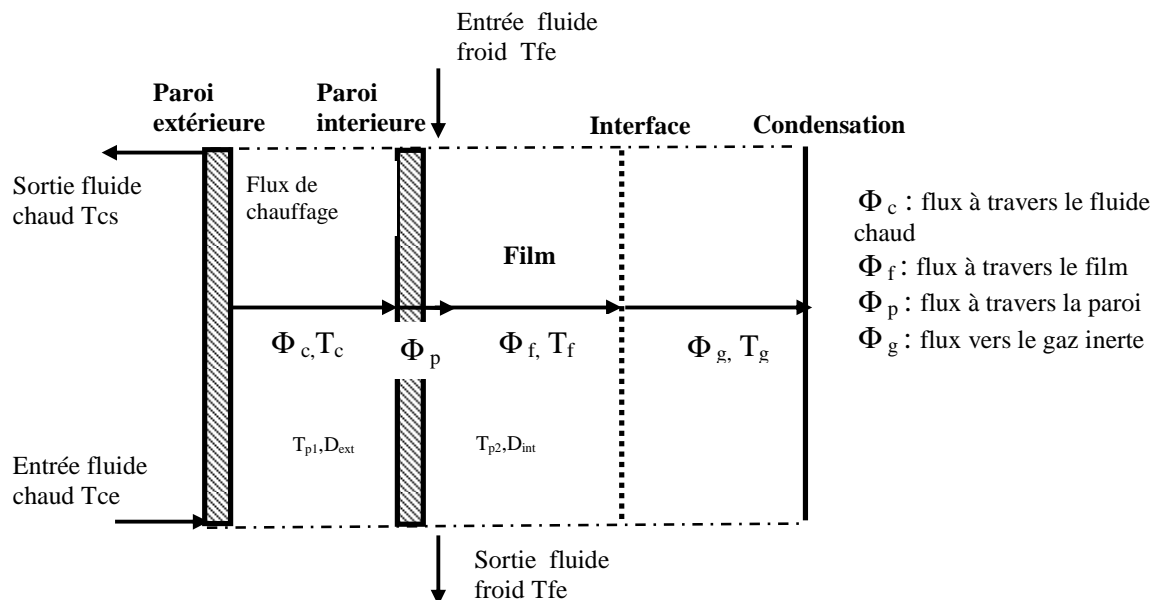 Entrée fluide
froid Tfe
Paroi
extérieure
Paroi
interieure
Interface
Condensation
Sortie fluide
chaud Tcs
Flux de
chauffage
Φ c : flux à travers le fluide
chaud
Φ f : flux à travers le film
Φ p : flux à travers la paroi
Φ g : flux vers le gaz inerte
Film
Φ c, Tc
Φ p
Φ f, Tf
Φ g, Tg
Tp1,Dext
Tp2,Dint
Entrée fluide
chaud Tce
Sortie fluide
froid Tfe